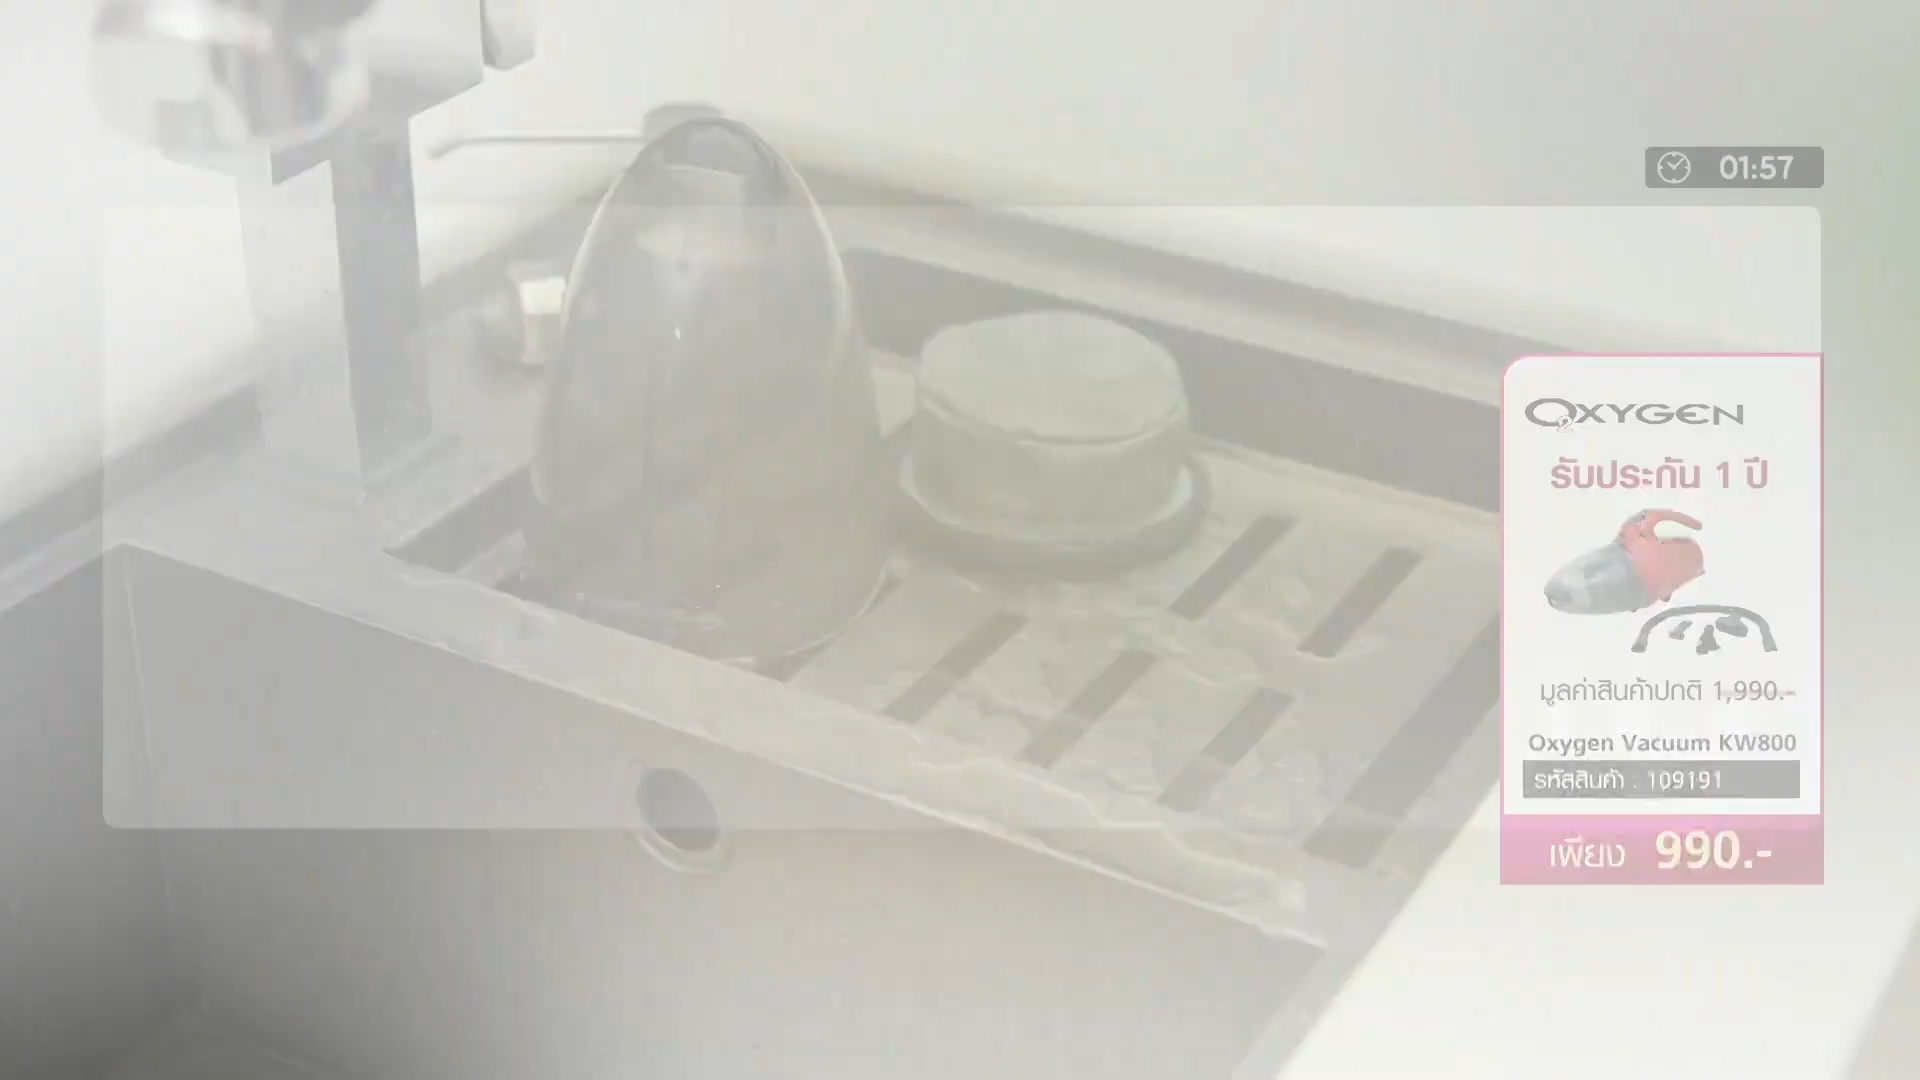 01:57
O2XYGEN
รับประกัน 1 ปี
มูลค่าสินค้าปกติ 1,990.-
Oxygen Vacuum KW800
รหัสสินค้า : 109191
เพียง 990.-